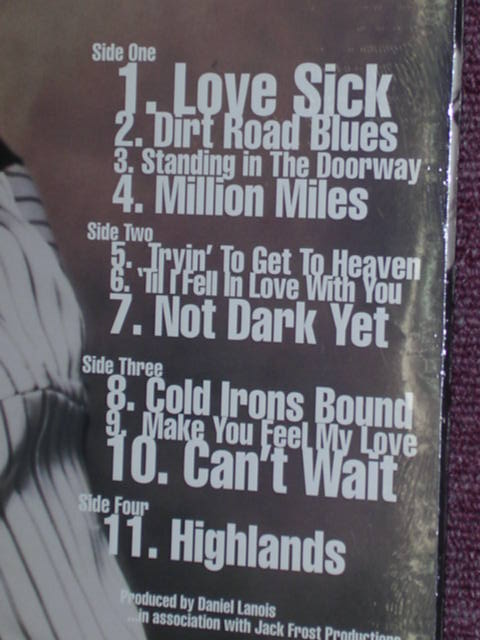 Side One
1. Love Sick
2. Dirt Road Blues
3. Standing in The Doorway
4. Million Miles
Side Two
5. Tryin' To Get To Heaven
6. 'Til I Fell In Love With You
7. Not Dark Yet
Side Three
8. Cold Irons Bound
9. Make You Feel My Love
10. Can't Wait
Side Four
11. Highlands
Produced by Daniel Lanois
...in association with Jack Frost Productions